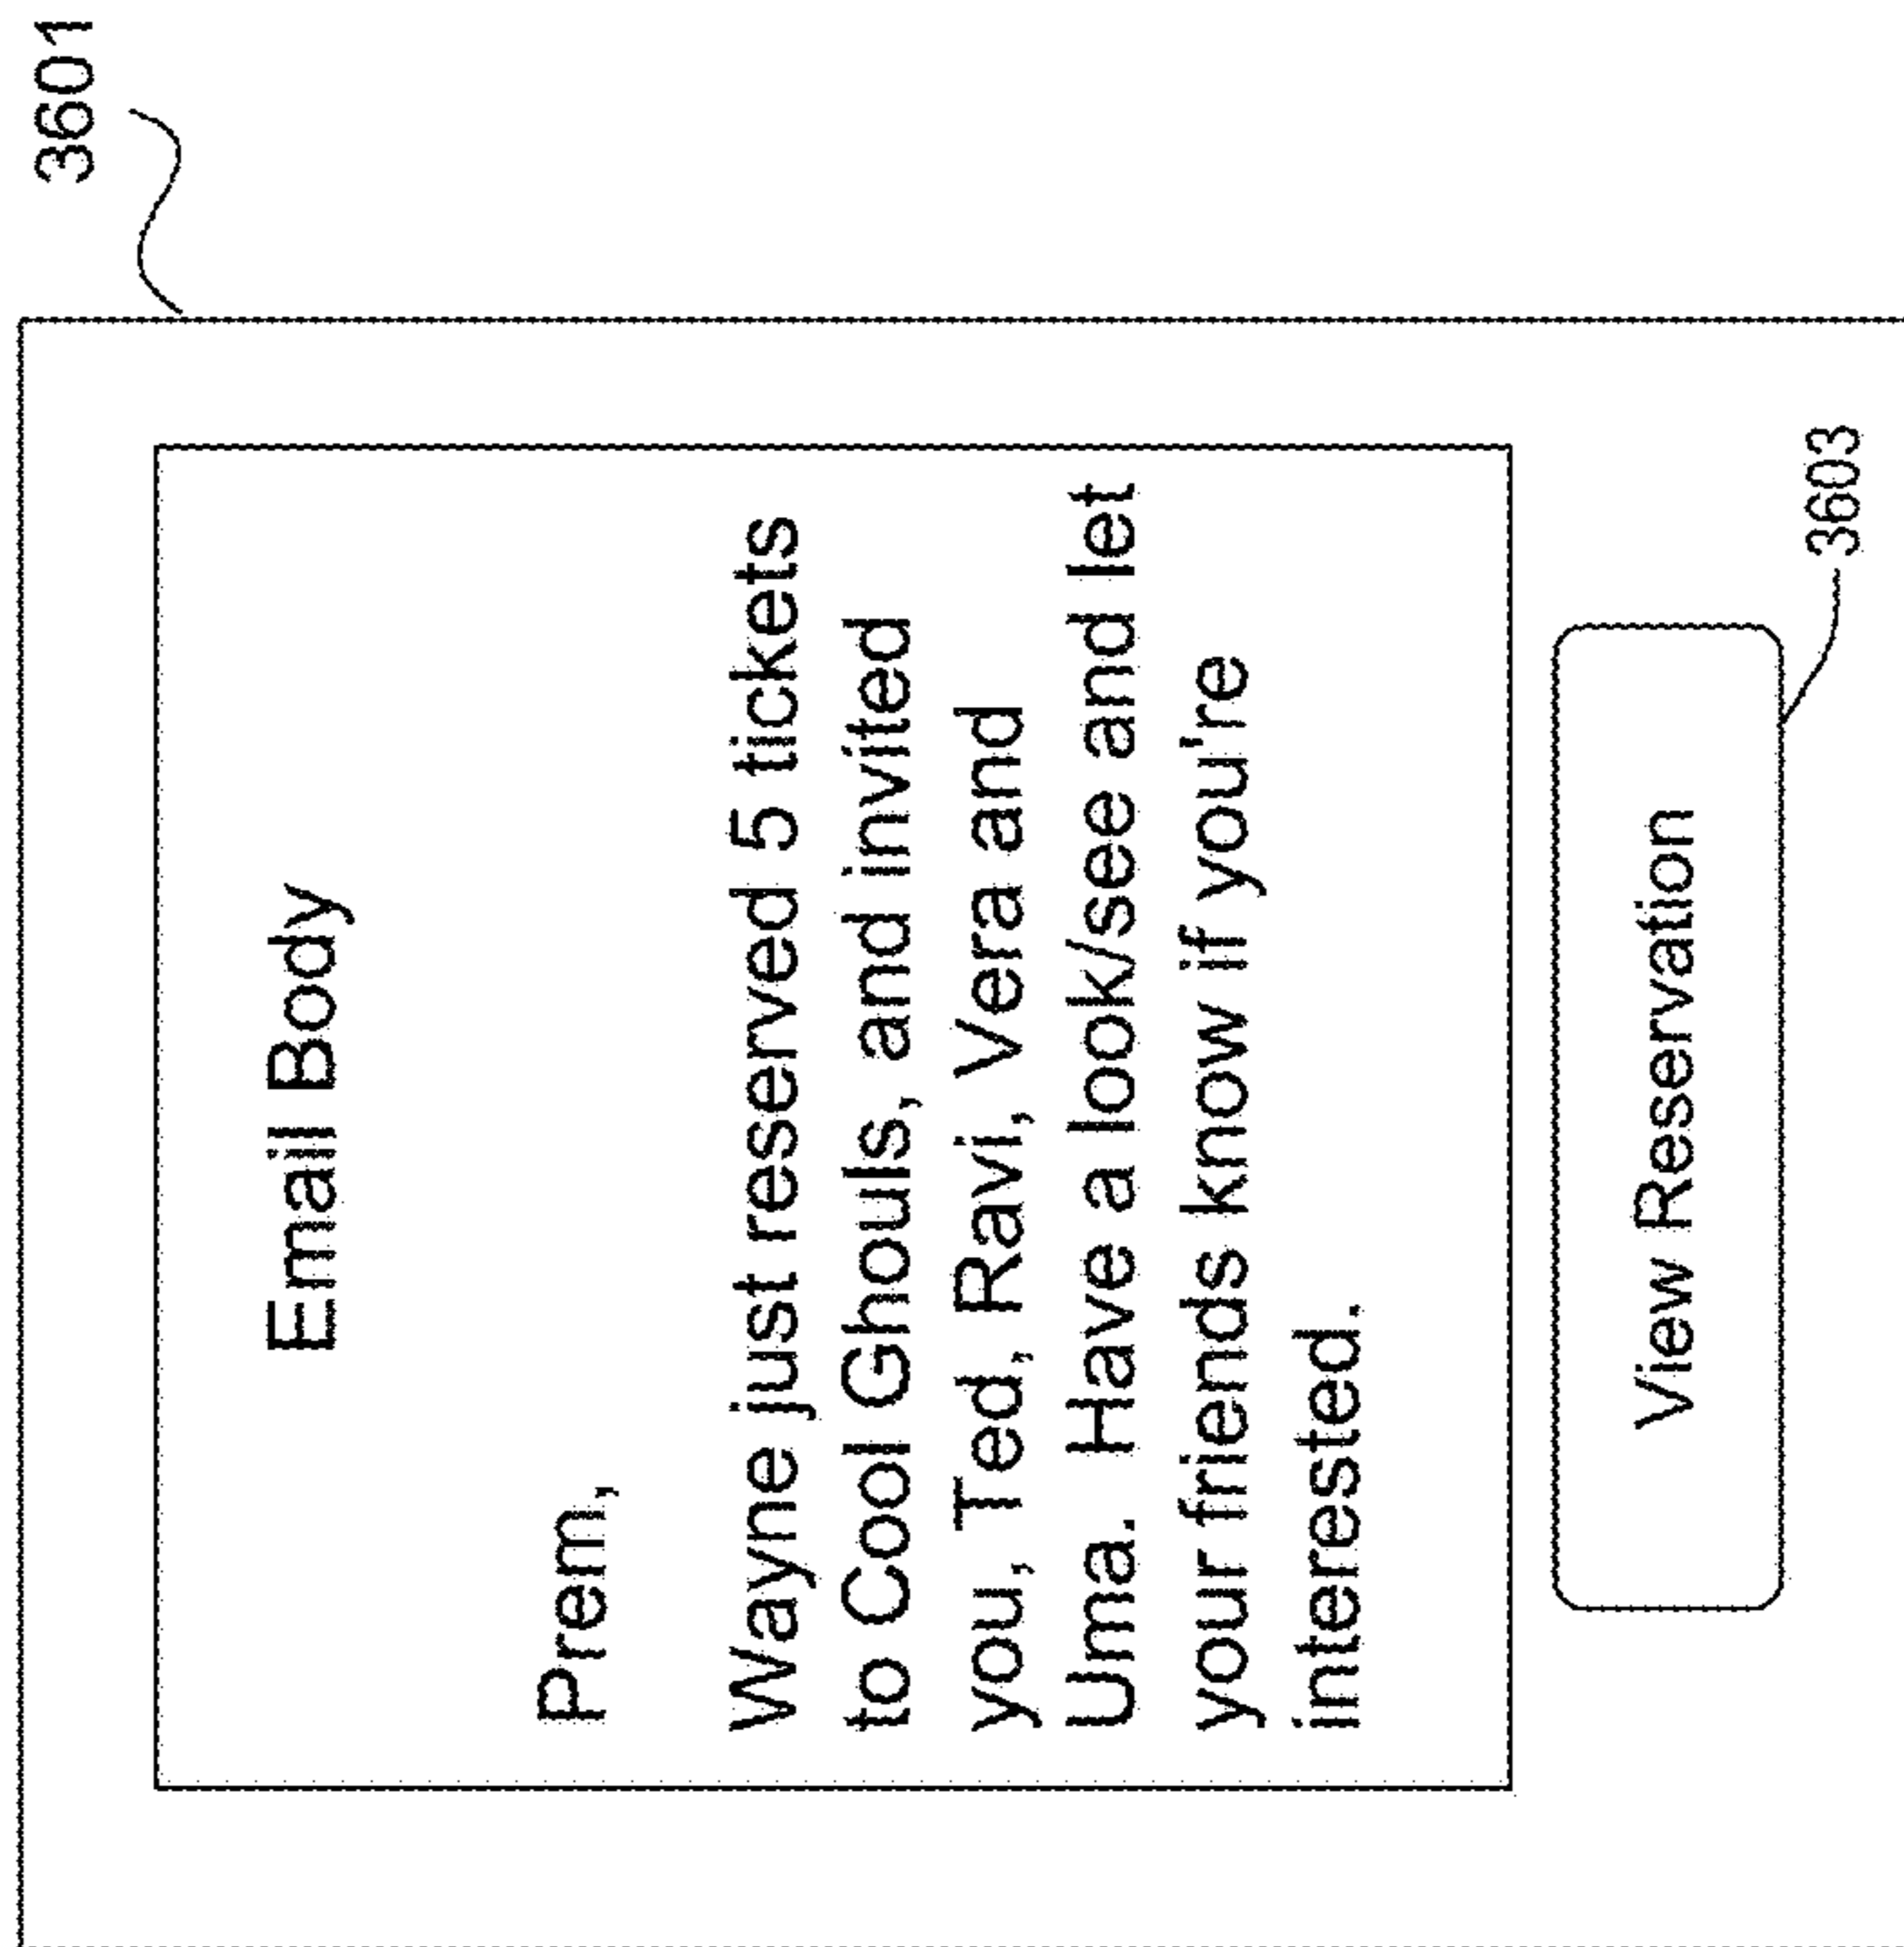 3601
Email Body
Prem,
Wayne just reserved 5 tickets
to Cool Ghouls, and invited
you, Ted, Ravi, Vera and
Uma.  Have a look/see and let
your friends know if you're
interested.
View Reservation
3603